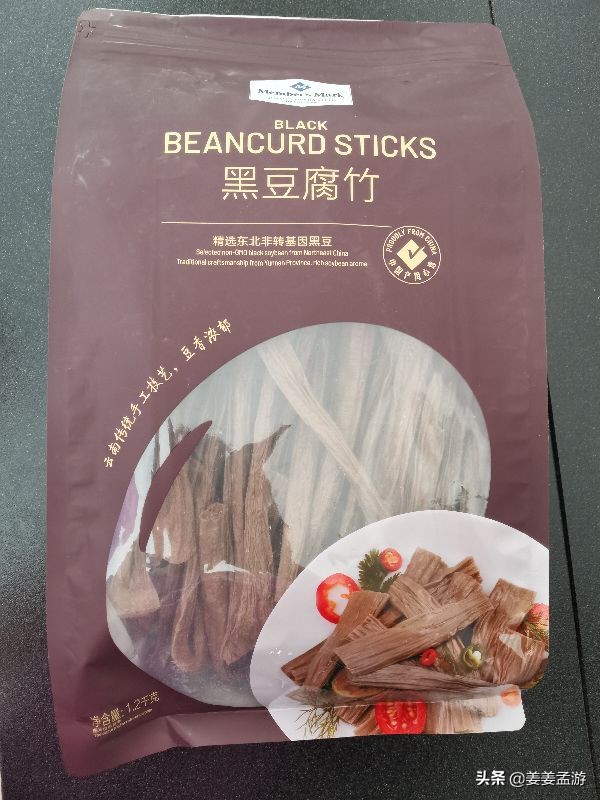 Member's Mark
BLACK
BEANCURD STICKS
黑豆腐竹
精选东北非转基因黑豆
Selected non-GMO black soybean from Northeast China
Traditional craftsmanship from Yunnan Province, rich soybean aroma
PROUDLY FROM CHINA
云南传统手工技艺，豆香浓郁
净含量: 1.2千克
头条 @姜姜孟游